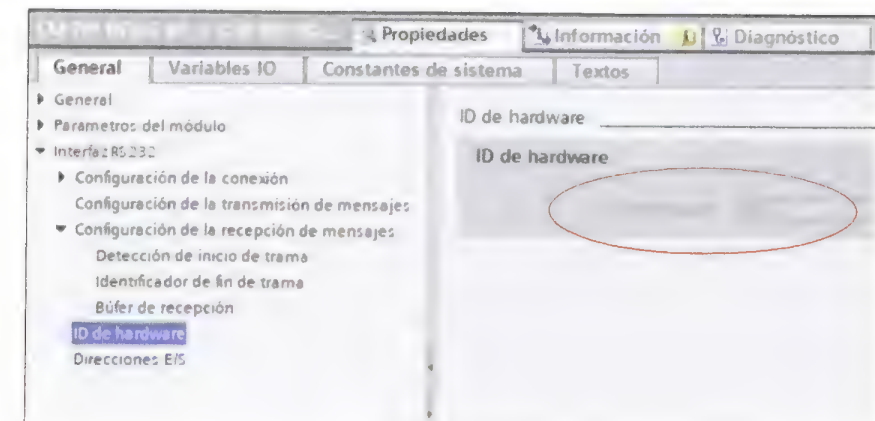 Propiedades Información Diagnóstico
General Variables IO Constantes de sistema Textos
General
Parametros del módulo
Interfaz RS232
Configuración de la conexión
Configuración de la transmisión de mensajes
Configuración de la recepción de mensajes
Detección de inicio de trama
Identificador de fin de trama
Búfer de recepción
ID de hardware
Direcciones E/S
ID de hardware
ID de hardware